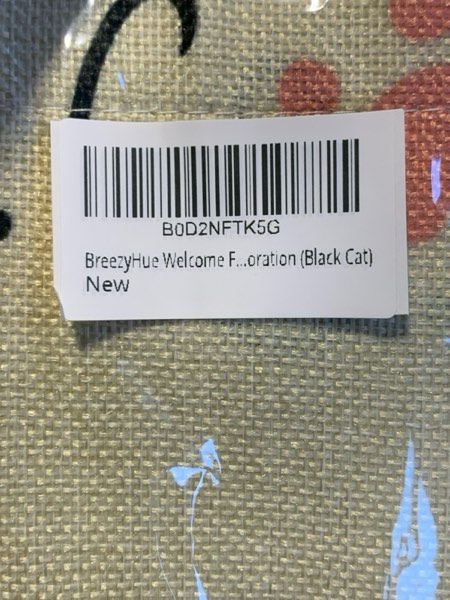 B0D2NFTK5G
BreezyHue Welcome F...oration (Black Cat)
New